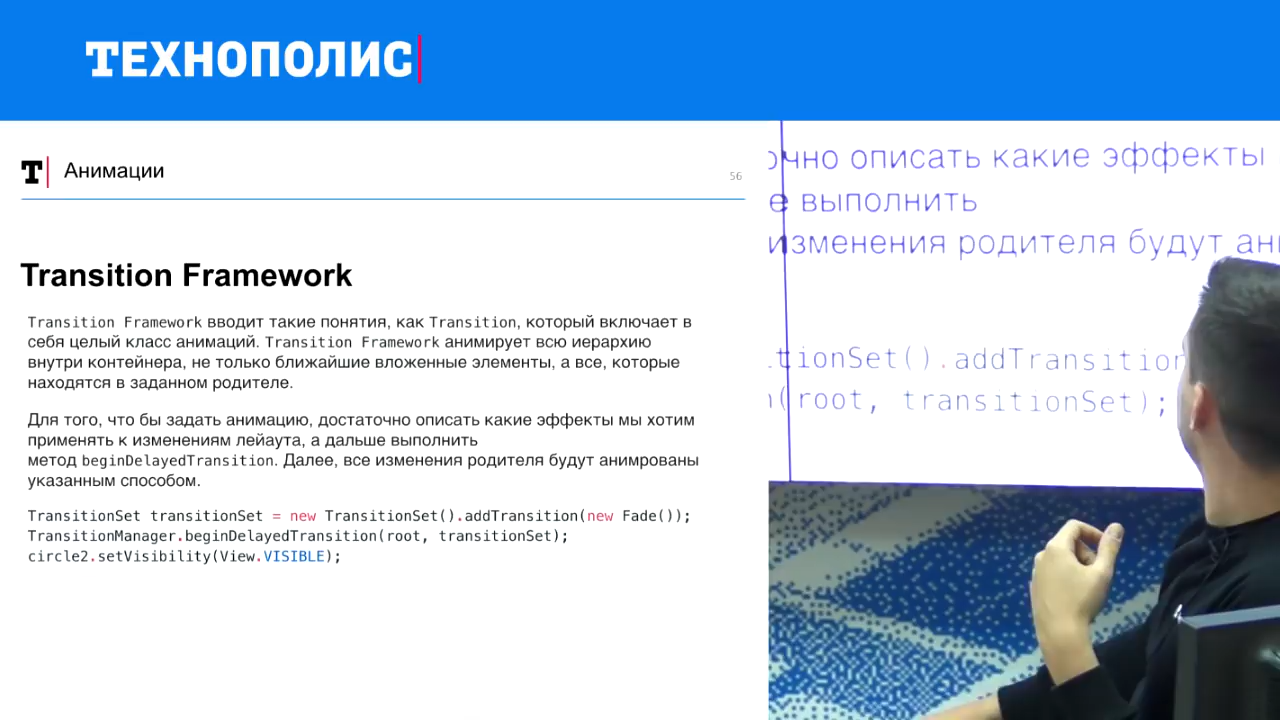 ТЕХНОПОЛИС
Т Анимации
56
Transition Framework
Transition Framework вводит такие понятия, как Transition, который включает в
себя целый класс анимаций. Transition Framework анимирует всю иерархию
внутри контейнера, не только ближайшие вложенные элементы, а все, которые
находятся в заданном родителе.
Для того, что бы задать анимацию, достаточно описать какие эффекты мы хотим
применять к изменениям лейаута, а дальше выполнить
метод beginDelayedTransition. Далее, все изменения родителя будут анимрованы
указанным способом.
TransitionSet transitionSet = new TransitionSet().addTransition(new Fade());
TransitionManager.beginDelayedTransition(root, transitionSet);
circle2.setVisibility(View.VISIBLE);
очно описать какие эффекты
е выполнить
изменения родителя будут ани
itionSet().addTransition
n(root, transitionSet);